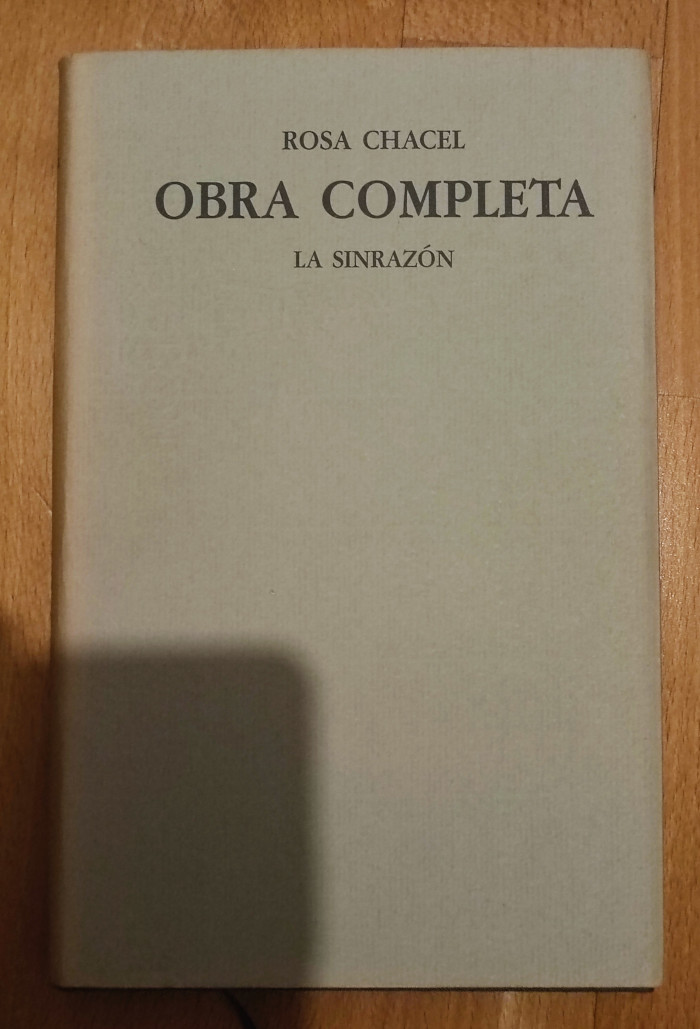 ROSA CHACEL
OBRA COMPLETA
LA SINRAZÓN